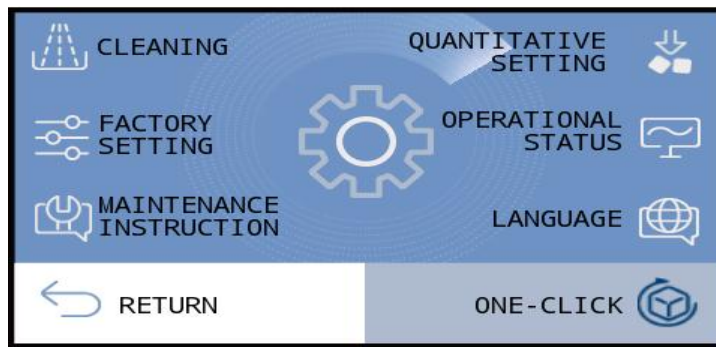 CLEANING
QUANTITATIVE
SETTING
FACTORY
SETTING
OPERATIONAL
STATUS
MAINTENANCE
INSTRUCTION
LANGUAGE
RETURN
ONE-CLICK